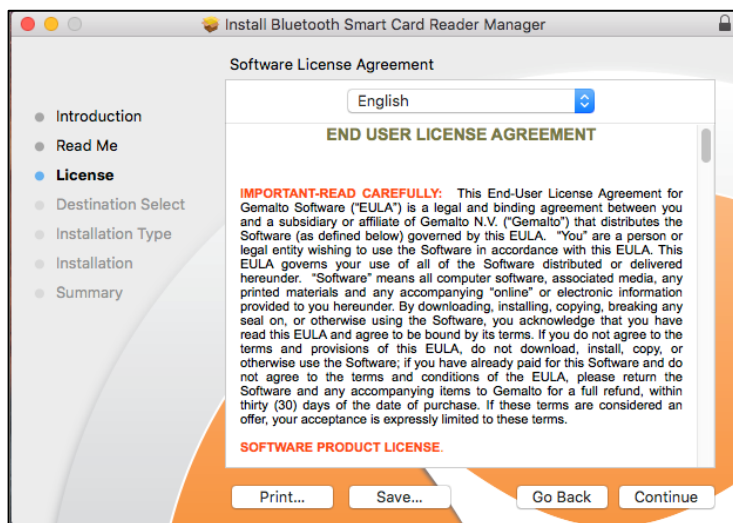 Install Bluetooth Smart Card Reader Manager
Software License Agreement
Introduction
Read Me
License
Destination Select
Installation Type
Installation
Summary
English
END USER LICENSE AGREEMENT
IMPORTANT-READ CAREFULLY: This End-User License Agreement for
Gemalto Software ("EULA") is a legal and binding agreement between you
and a subsidiary or affiliate of Gemalto N.V. ("Gemalto") that distributes the
Software (as defined below) governed by this EULA. "You" are a person or
legal entity wishing to use the Software in accordance with this EULA. This
EULA governs your use of all of the Software distributed or delivered
hereunder. "Software" means all computer software, associated media, any
printed materials and any accompanying "online" or electronic information
provided to you hereunder. By downloading, installing, copying, breaking any
seal on, or otherwise using the Software, you acknowledge that you have
read this EULA and agree to be bound by its terms. If you do not agree to the
terms and provisions of this EULA, do not download, install, copy, or
otherwise use the Software; if you have already paid for this Software and do
not agree to the terms and conditions of the EULA, please return the
Software and any accompanying items to Gemalto for a full refund, within
thirty (30) days of the date of purchase. If these terms are considered an
offer, your acceptance is expressly limited to these terms.
SOFTWARE PRODUCT LICENSE.
Print...
Save...
Go Back
Continue